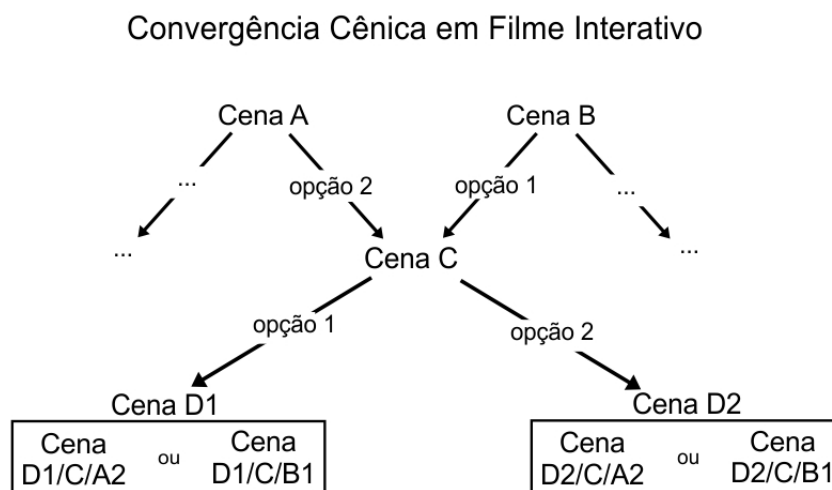 Convergência Cênica em Filme Interativo
Cena A
Cena B
...
opção 2
opção 1
...
...
Cena C
...
opção 1
opção 2
Cena D1
Cena D2
Cena
D1/C/A2
ou
Cena
D1/C/B1
Cena
D2/C/A2
ou
Cena
D2/C/B1